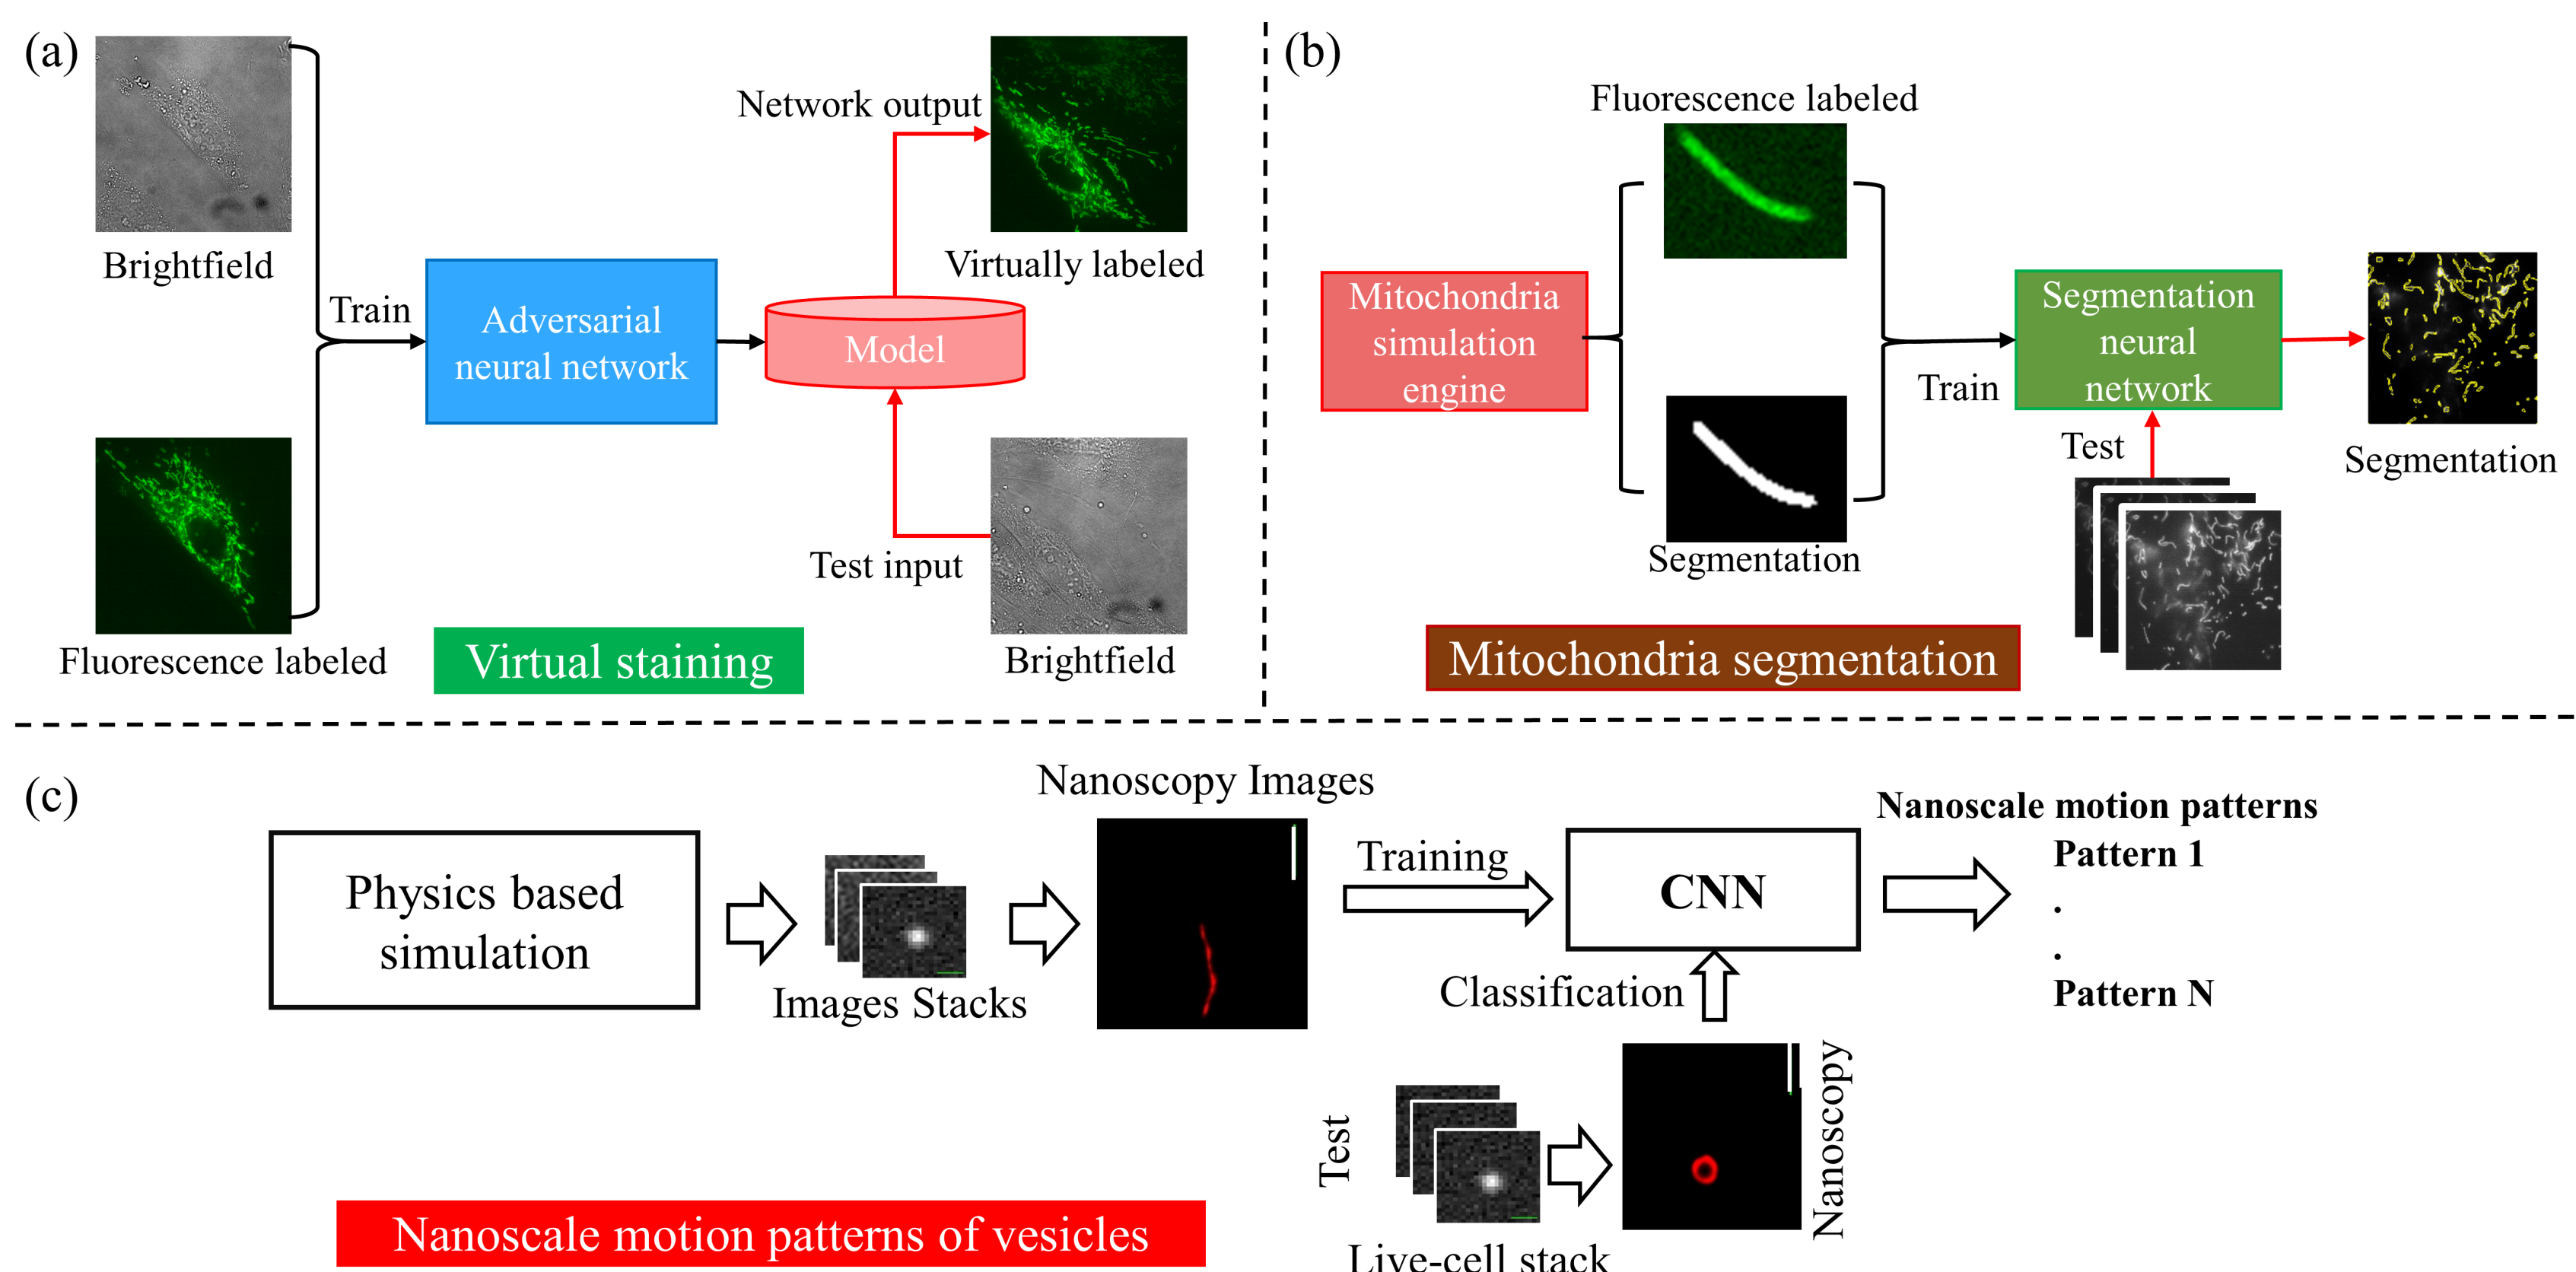 (a)
Brightfield
Fluorescence labeled
Train
Adversarial
neural network
Model
Network output
Virtually labeled
Test input
Brightfield
Virtual staining
(b)
Mitochondria
simulation
engine
Fluorescence labeled
Segmentation
Train
Segmentation
neural
network
Test
Segmentation
Mitochondria segmentation
(c)
Physics based
simulation
Images Stacks
Nanoscopy Images
Training
CNN
Classification
Nanoscale motion patterns
Pattern 1
.
.
Pattern N
Test
Live-cell stack
Nanoscopy
Nanoscale motion patterns of vesicles